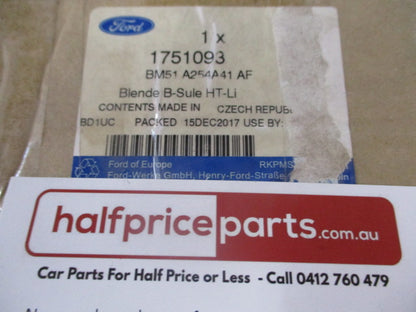 Ford
1 x
1751093
BM51 A254A41 AF
Blende B-Sule HT-Li
CONTENTS MADE IN CZECH REPUB
BD1UC PACKED 15DEC2017 USE BY:
Ford of Europe RKPMS
Ford-Werke GmbH, Henry-Ford-Straße
halfpriceparts.com.au
Car Parts For Half Price or Less - Call 0412 760 479